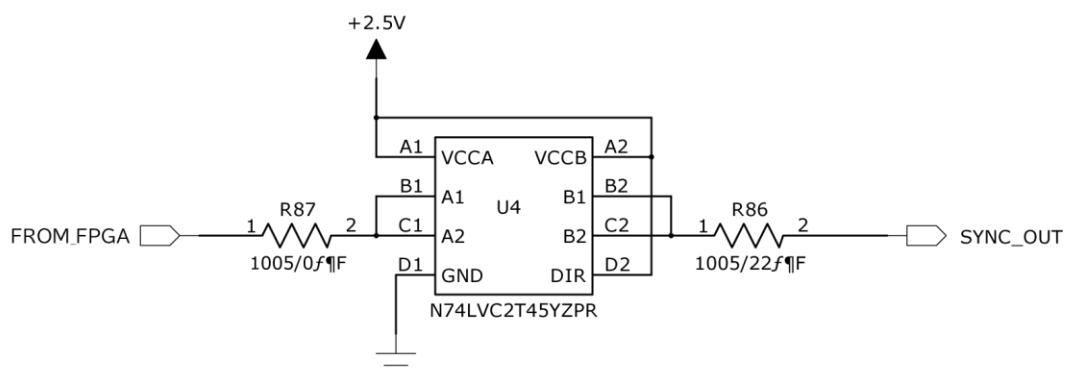 +2.5V
A1 VCCA VCCB A2
B1 A1 B1 B2
U4
FROM_FPGA 1 R87 2 C1 A2 B2 C2 1 R86 2 SYNC_OUT
1005/0ƒ¶F 1005/22ƒ¶F
D1 GND DIR D2
N74LVC2T45YZPR